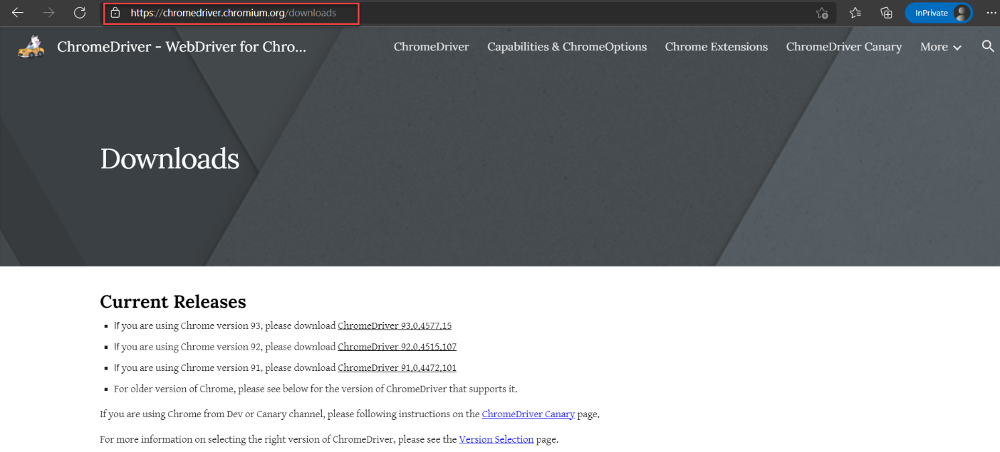 https://chromedriver.chromium.org/downloads
InPrivate
ChromeDriver - WebDriver for Chro...
ChromeDriver
Capabilities & ChromeOptions
Chrome Extensions
ChromeDriver Canary
More
Downloads
Current Releases
If you are using Chrome version 93, please download ChromeDriver 93.0.4577.15
If you are using Chrome version 92, please download ChromeDriver 92.0.4515.107
If you are using Chrome version 91, please download ChromeDriver 91.0.4472.101
For older version of Chrome, please see below for the version of ChromeDriver that supports it.
If you are using Chrome from Dev or Canary channel, please following instructions on the ChromeDriver Canary page.
For more information on selecting the right version of ChromeDriver, please see the Version Selection page.